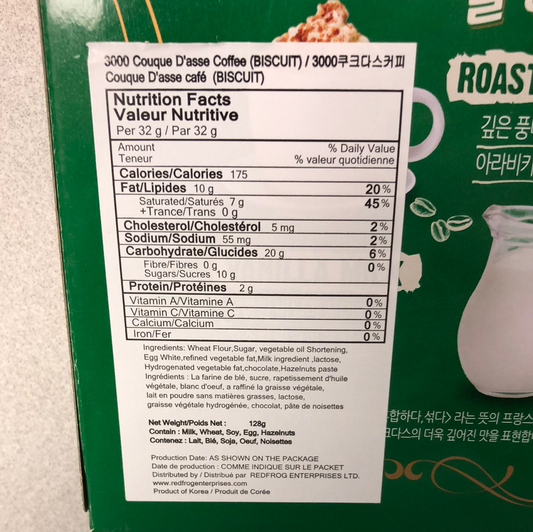 3000 Couque D'asse Coffee (BISCUIT) / 3000쿠크다스커피
Couque D'asse café (BISCUIT)
Nutrition Facts
Valeur Nutritive
Per 32 g / Par 32 g
Amount % Daily Value
Teneur % valeur quotidienne
Calories/Calories 175
Fat/Lipides 10 g 20%
Saturated/Saturés 7 g 45%
+Trance/Trans 0 g
Cholesterol/Cholestérol 5 mg 2%
Sodium/Sodium 55 mg 2%
Carbohydrate/Glucides 20 g 6%
Fibre/Fibres 0 g 0%
Sugars/Sucres 10 g
Protein/Protéines 2 g
Vitamin A/Vitamine A 0%
Vitamin C/Vitamine C 0%
Calcium/Calcium 0%
Iron/Fer 0%
Ingredients: Wheat Flour,Sugar, vegetable oil Shortening,
Egg White,refined vegetable fat,Milk ingredient ,lactose,
Hydrogenated vegetable fat,chocolate,Hazelnuts paste
Ingrédients : La farine de blé, sucre, rapetissement d'huile
végétale, blanc d'oeuf, a raffiné la graisse végétale,
lait en poudre sans matières grasses, lactose,
graisse végétale hydrogénée, chocolat, pâte de noisettes
Net Weight/Poids Net : 128g
Contain : Milk, Wheat, Soy, Egg, Hazelnuts
Contenez : Lait, Blé, Soja, Oeuf, Noisettes
Production Date: AS SHOWN ON THE PACKAGE
Date de production : COMME INDIQUE SUR LE PACKET
Distributed by / Distribué par REDFROG ENTERPRISES LTD.
www.redfrogenterprises.com
Product of Korea / Produit de Corée
ROAST
깊은 풍
아라비카
합하다, 섞다> 라는 뜻의 프랑스
크다스의 더욱 깊어진 맛을 표현합